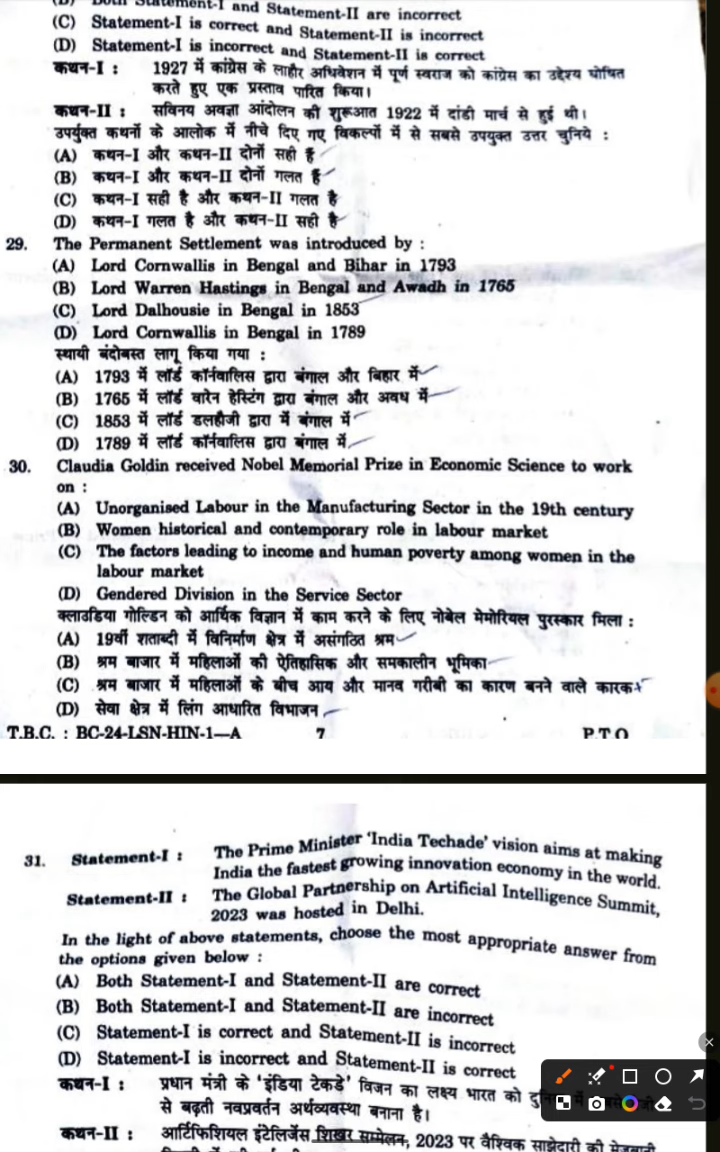 (B) Both Statement-I and Statement-II are incorrect
(C) Statement-I is correct and Statement-II is incorrect
(D) Statement-I is incorrect and Statement-II is correct
कथन-I : 1927 में कांग्रेस के लाहौर अधिवेशन में पूर्ण स्वराज को कांग्रेस का उद्देश्य घोषित
करते हुए एक प्रस्ताव पारित किया।
कथन-II : सविनय अवज्ञा आंदोलन की शुरूआत 1922 में दांडी मार्च से हुई थी।
उपर्युक्त कथनों के आलोक में नीचे दिए गए विकल्पों में से सबसे उपयुक्त उत्तर चुनिये :
(A) कथन-I और कथन-II दोनों सही हैं
(B) कथन-I और कथन-II दोनों गलत हैं
(C) कथन-I सही है और कथन-II गलत है
(D) कथन-I गलत है और कथन-II सही है
29. The Permanent Settlement was introduced by :
(A) Lord Cornwallis in Bengal and Bihar in 1793
(B) Lord Warren Hastings in Bengal and Awadh in 1765
(C) Lord Dalhousie in Bengal in 1853
(D) Lord Cornwallis in Bengal in 1789
स्थायी बंदोबस्त लागू किया गया :
(A) 1793 में लॉर्ड कॉर्नवालिस द्वारा बंगाल और बिहार में
(B) 1765 में लॉर्ड वारेन हेस्टिंग द्वारा बंगाल और अवध में
(C) 1853 में लॉर्ड डलहौजी द्वारा में बंगाल में
(D) 1789 में लॉर्ड कॉर्नवालिस द्वारा बंगाल में
30. Claudia Goldin received Nobel Memorial Prize in Economic Science to work
on :
(A) Unorganised Labour in the Manufacturing Sector in the 19th century
(B) Women historical and contemporary role in labour market
(C) The factors leading to income and human poverty among women in the
labour market
(D) Gendered Division in the Service Sector
क्लाउडिया गोल्डिन को आर्थिक विज्ञान में काम करने के लिए नोबेल मेमोरियल पुरस्कार मिला :
(A) 19वीं शताब्दी में विनिर्माण क्षेत्र में असंगठित श्रम
(B) श्रम बाजार में महिलाओं की ऐतिहासिक और समकालीन भूमिका
(C) श्रम बाजार में महिलाओं के बीच आय और मानव गरीबी का कारण बनने वाले कारक
(D) सेवा क्षेत्र में लिंग आधारित विभाजन
T.B.C. : BC-24-LSN-HIN-1—A 7 P.T.O
31. Statement-I : The Prime Minister 'India Techade' vision aims at making
India the fastest growing innovation economy in the world.
Statement-II : The Global Partnership on Artificial Intelligence Summit,
2023 was hosted in Delhi.
In the light of above statements, choose the most appropriate answer from
the options given below :
(A) Both Statement-I and Statement-II are correct
(B) Both Statement-I and Statement-II are incorrect
(C) Statement-I is correct and Statement-II is incorrect
(D) Statement-I is incorrect and Statement-II is correct
कथन-I : प्रधान मंत्री के 'इंडिया टेकडे' विजन का लक्ष्य भारत को
से बढ़ती नवप्रवर्तन अर्थव्यवस्था बनाना है।
कथन-II : आर्टिफिशियल इंटेलिजेंस शिखर सम्मेलन, 2023 पर वैश्विक साझेदारी की मेजबानी